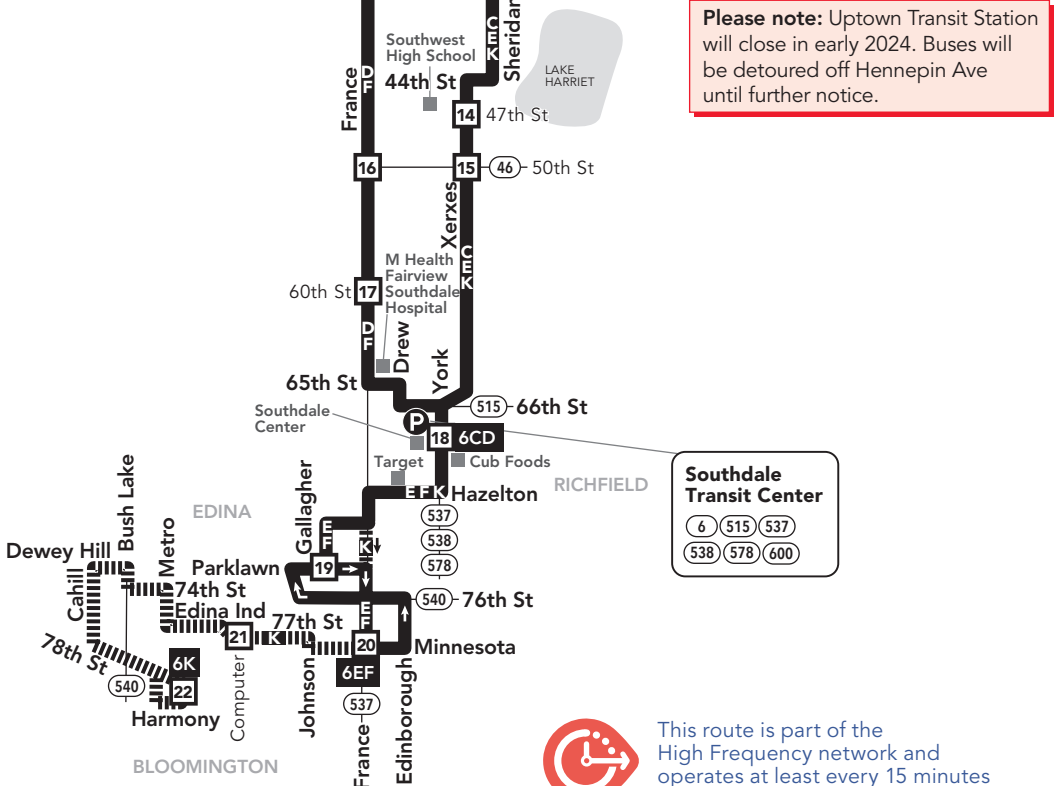 Please note: Uptown Transit Station
will close in early 2024. Buses will
be detoured off Hennepin Ave
until further notice.
C
E
K
Sheridan
LAKE
HARRIET
Southwest
High School
44th St
France
D
F
14 47th St
16
15 46 50th St
Xerxes
C
E
K
M Health
Fairview
Southdale
Hospital
60th St 17
D
F
Drew
York
65th St
515 66th St
Southdale
Center
P
18 6CD
Target
Cub Foods
E F K Hazelton
RICHFIELD
Southdale
Transit Center
6 515 537
538 578 600
537
538
578
EDINA
Gallagher
E
F
K
Bush Lake
Metro
Dewey Hill
Cahill
Parklawn 19
74th St
540 76th St
Edina Ind
77th St
E
F
21 K
20 Minnesota
78th St
6K
6EF
540
22
537
Harmony
Computer
Johnson
France
Edinborough
BLOOMINGTON
This route is part of the
High Frequency network and
operates at least every 15 minutes